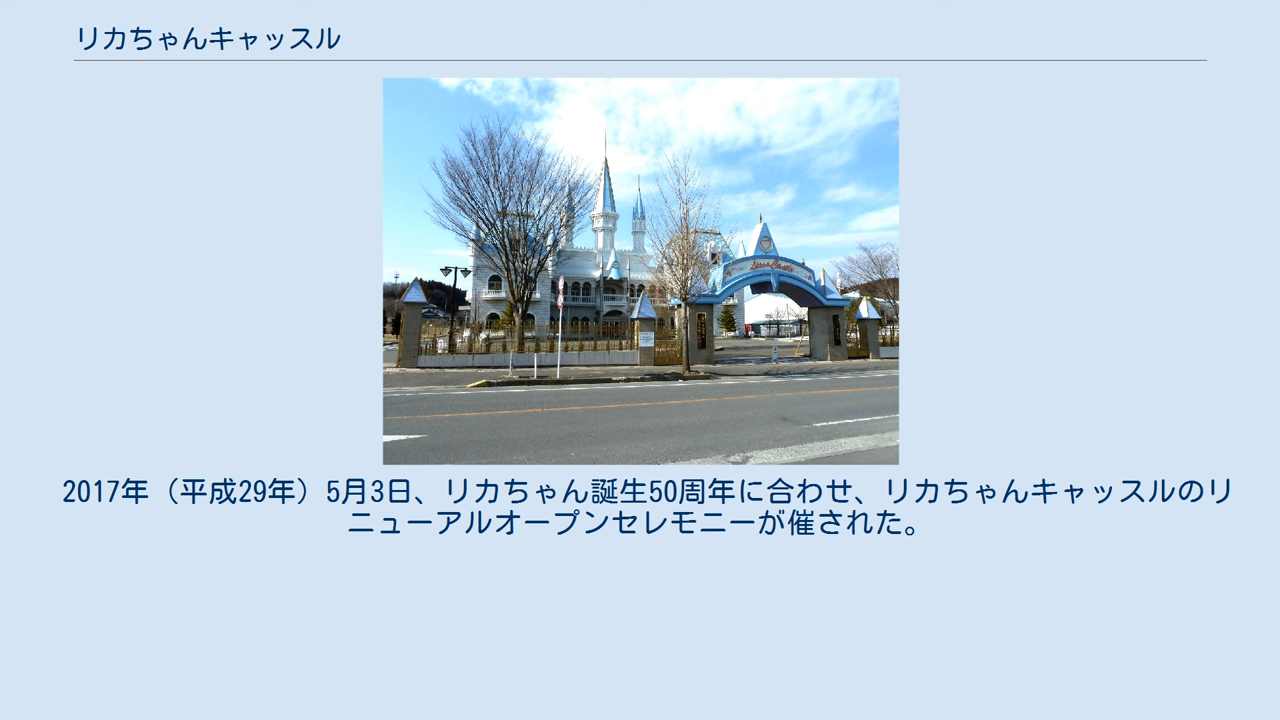 リカちゃんキャッスル
2017年（平成29年）5月3日、リカちゃん誕生50周年に合わせ、リカちゃんキャッスルのリ
ニューアルオープンセレモニーが催された。